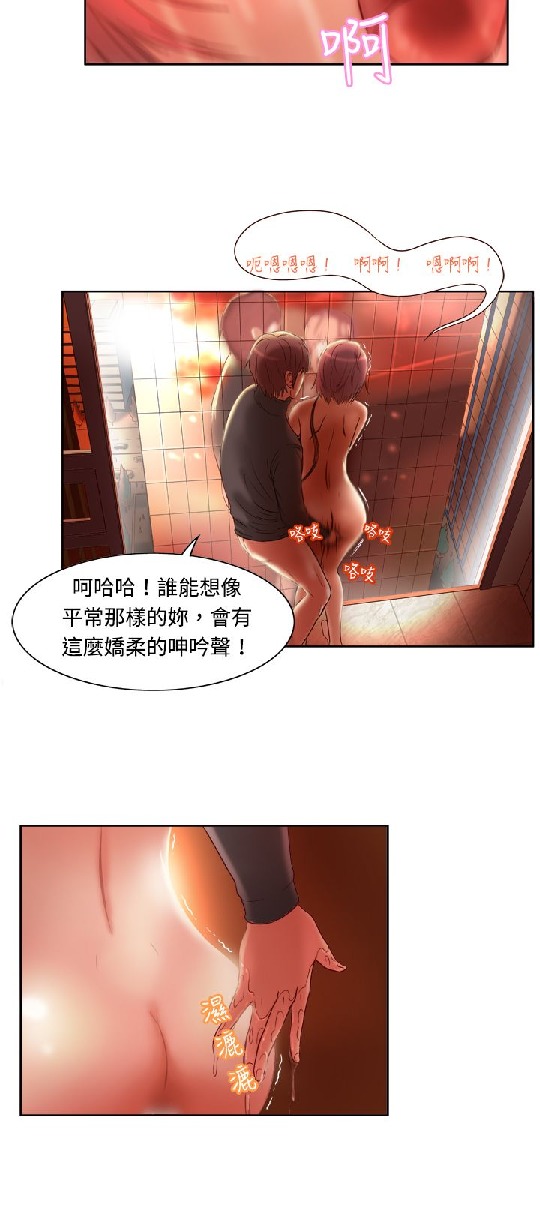 啊
呃嗯嗯嗯！ 啊啊！ 嗯啊啊！
咯吱
咯吱
咯吱
呵哈哈！誰能想像
平常那樣的妳，會有
這麼嬌柔的呻吟聲！
濕
漉
漉